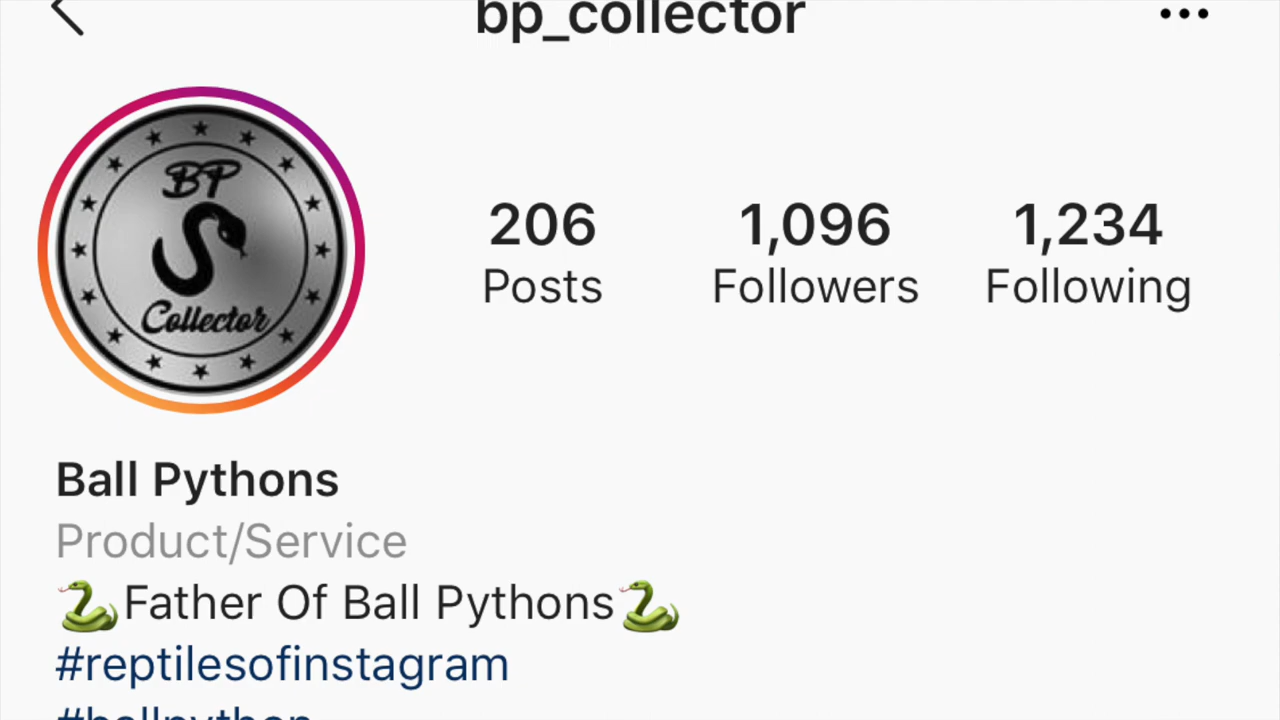 bp_collector
BP
Collector
206 1,096 1,234
Posts Followers Following
Ball Pythons
Product/Service
🐍Father Of Ball Pythons🐍
#reptilesofinstagram
#ballpython